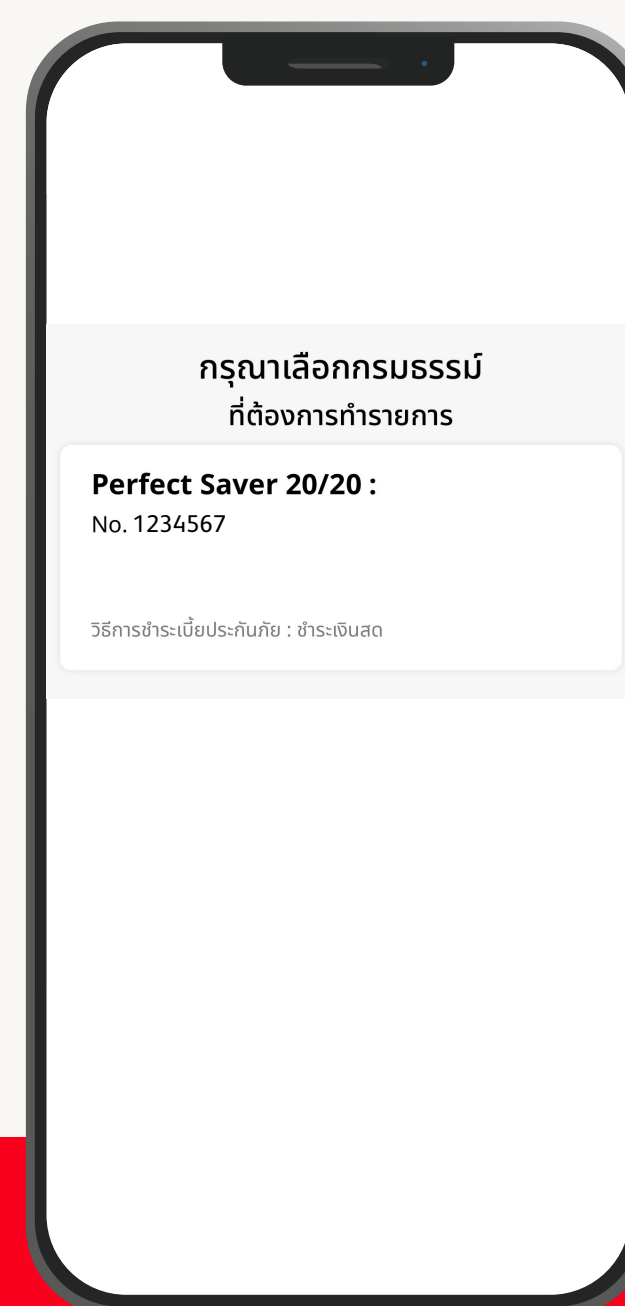 กรุณาเลือกกรมธรรม์
ที่ต้องการทำรายการ
Perfect Saver 20/20 :
No. 1234567
วิธีการชำระเบี้ยประกันภัย : ชำระเงินสด